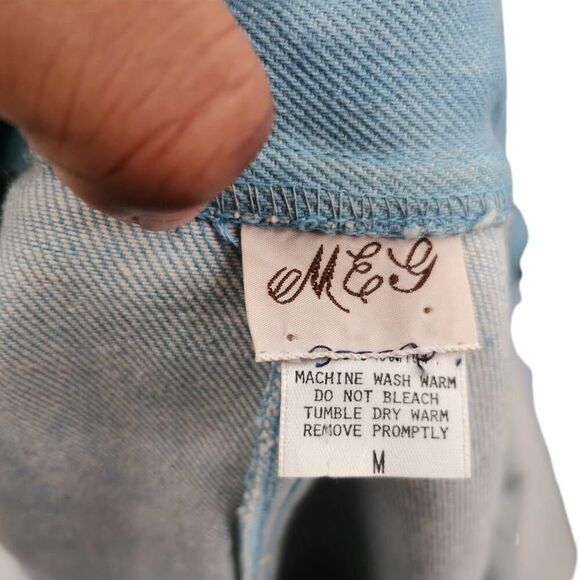 MEG
MACHINE WASH WARM
DO NOT BLEACH
TUMBLE DRY WARM
REMOVE PROMPTLY
M